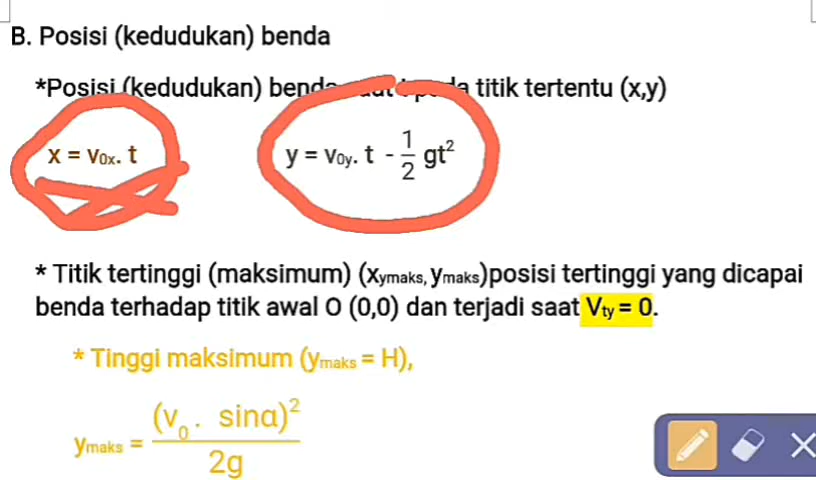 B. Posisi (kedudukan) benda
*Posisi (kedudukan) benda titik tertentu (x,y)
x = v₀ₓ. t
y = v₀ᵧ. t - 1/2 gt²
* Titik tertinggi (maksimum) (xymaks, ymaks)posisi tertinggi yang dicapai
benda terhadap titik awal O (0,0) dan terjadi saat Vty = 0.
* Tinggi maksimum (ymaks = H),
ymaks = (v₀ . sinα)² / 2g